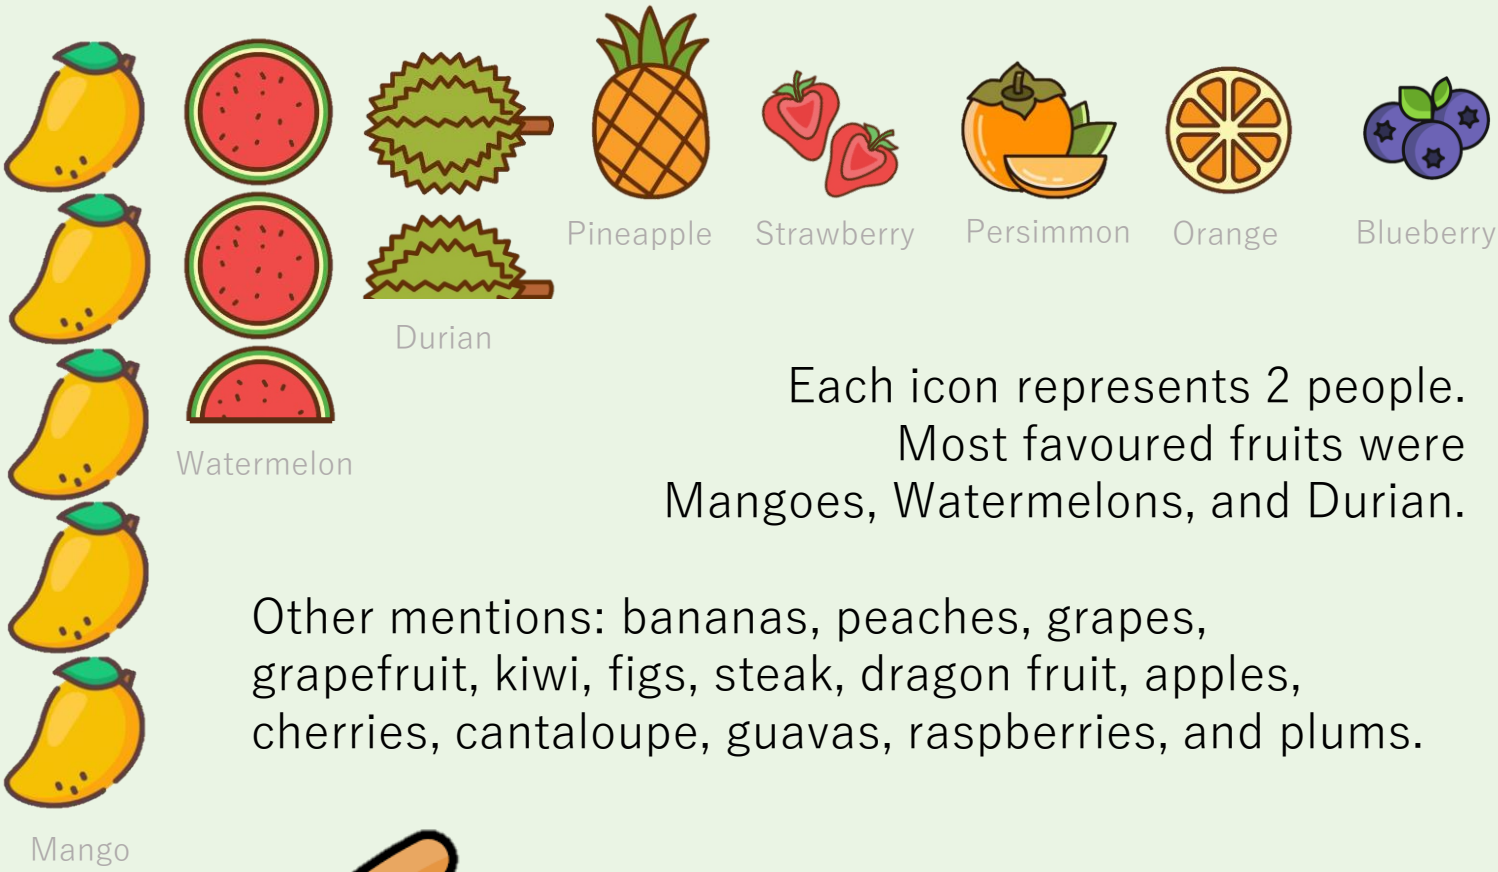 Pineapple
Strawberry
Persimmon
Orange
Blueberry
Durian
Watermelon
Each icon represents 2 people.
Most favoured fruits were
Mangoes, Watermelons, and Durian.
Other mentions: bananas, peaches, grapes,
grapefruit, kiwi, figs, steak, dragon fruit, apples,
cherries, cantaloupe, guavas, raspberries, and plums.
Mango